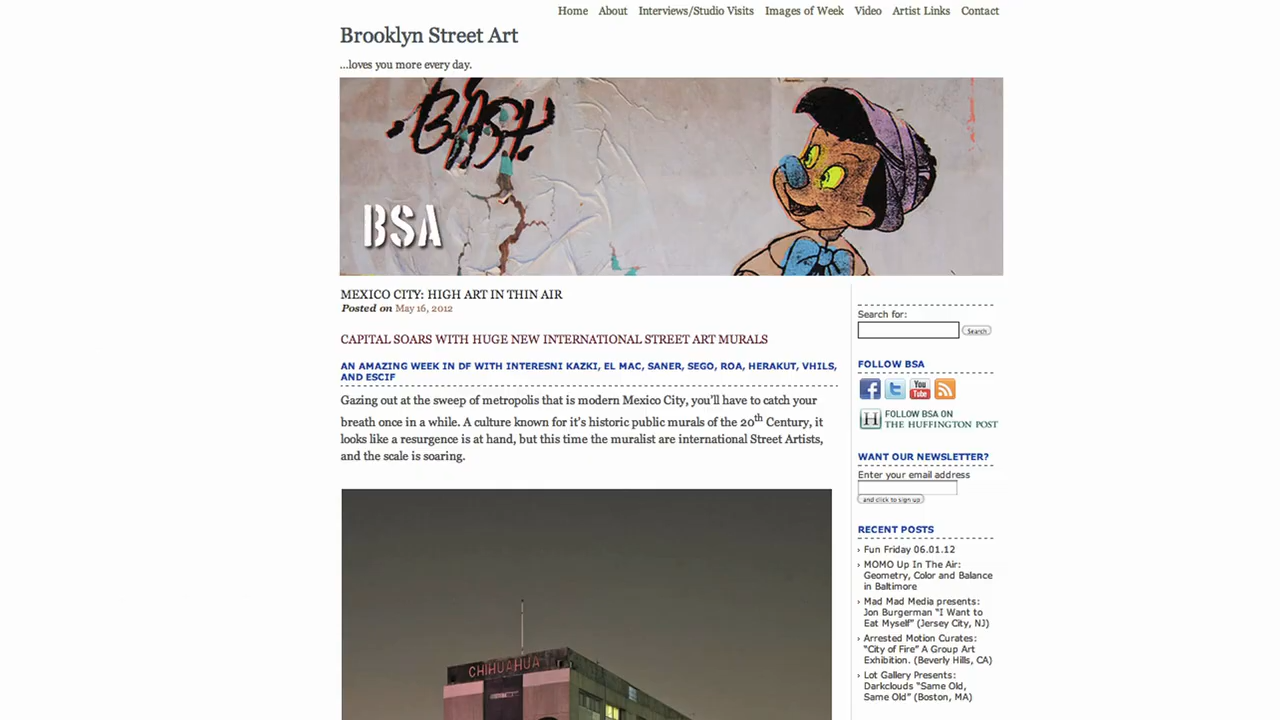 Home About Interviews/Studio Visits Images of Week Video Artist Links Contact
Brooklyn Street Art
...loves you more every day.
BSA
MEXICO CITY: HIGH ART IN THIN AIR
Posted on May 16, 2012
CAPITAL SOARS WITH HUGE NEW INTERNATIONAL STREET ART MURALS
AN AMAZING WEEK IN DF WITH INTERESNI KAZKI, EL MAC, SANER, SEGO, ROA, HERAKUT, VHILS,
AND ESCIF
Gazing out at the sweep of metropolis that is modern Mexico City, you'll have to catch your
breath once in a while. A culture known for it's historic public murals of the 20th Century, it
looks like a resurgence is at hand, but this time the muralist are international Street Artists,
and the scale is soaring.
CHIHUAHUA
Search for:
Search
FOLLOW BSA
You Tube
FOLLOW BSA ON
THE HUFFINGTON POST
WANT OUR NEWSLETTER?
Enter your email address
and click to sign up
RECENT POSTS
› Fun Friday 06.01.12
› MOMO Up In The Air:
Geometry, Color and Balance
in Baltimore
› Mad Mad Media presents:
Jon Burgerman "I Want to
Eat Myself" (Jersey City, NJ)
› Arrested Motion Curates:
"City of Fire" A Group Art
Exhibition. (Beverly Hills, CA)
› Lot Gallery Presents:
Darkclouds "Same Old,
Same Old" (Boston, MA)